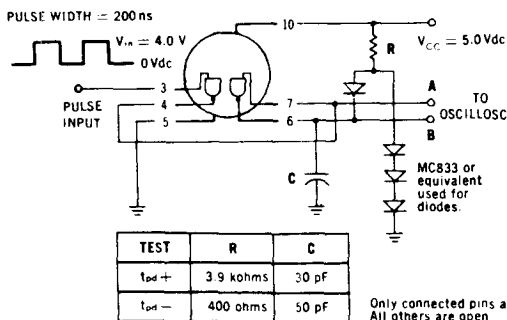 PULSE WIDTH = 200 ns
Vin = 4.0 V
0 Vdc
PULSE
INPUT
3
4
5
10
7
6
R
VCC = 5.0 Vdc
A
TO
OSCILLOSC
B
C
MC833 or
equivalent
used for
diodes.
TEST R C
tpd+ 3.9 kohms 30 pF
tpd− 400 ohms 50 pF
Only connected pins a
All others are open